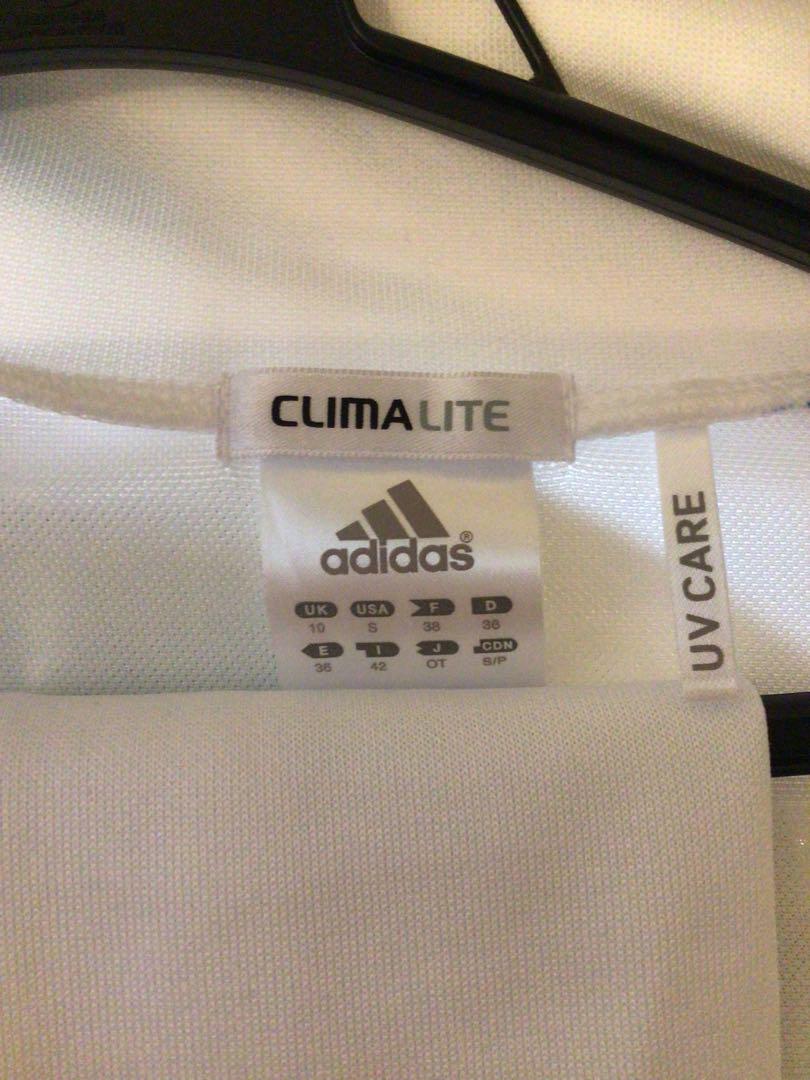 CLIMALITE
adidas®
UK USA F D
10 S 38 36
E I J CDN
36 42 OT S/P
UV CARE